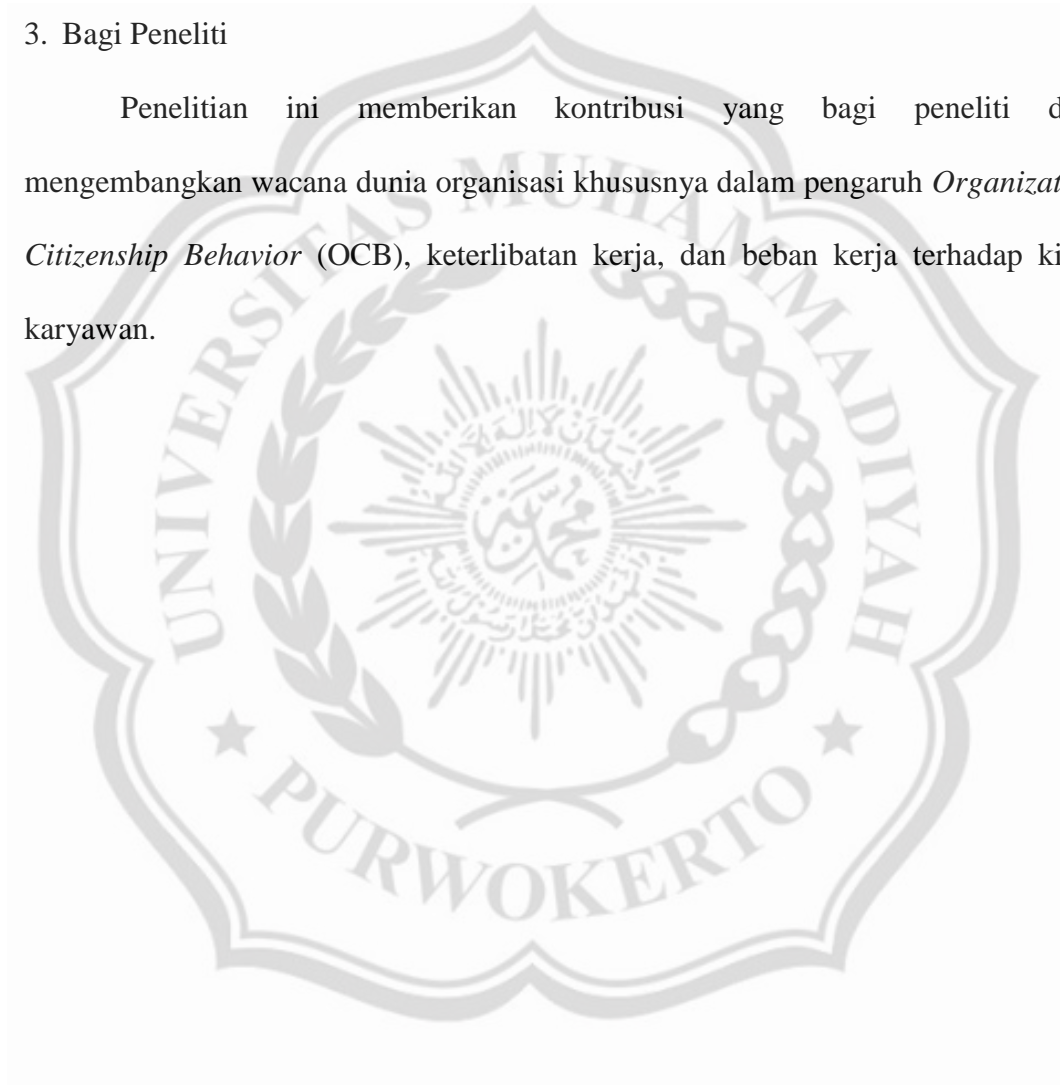 3. Bagi Peneliti
Penelitian ini memberikan kontribusi yang bagi peneliti d
mengembangkan wacana dunia organisasi khususnya dalam pengaruh Organizat
Citizenship Behavior (OCB), keterlibatan kerja, dan beban kerja terhadap ki
karyawan.
UNIVERSITAS MUHAMMADIYAH
PURWOKERTO